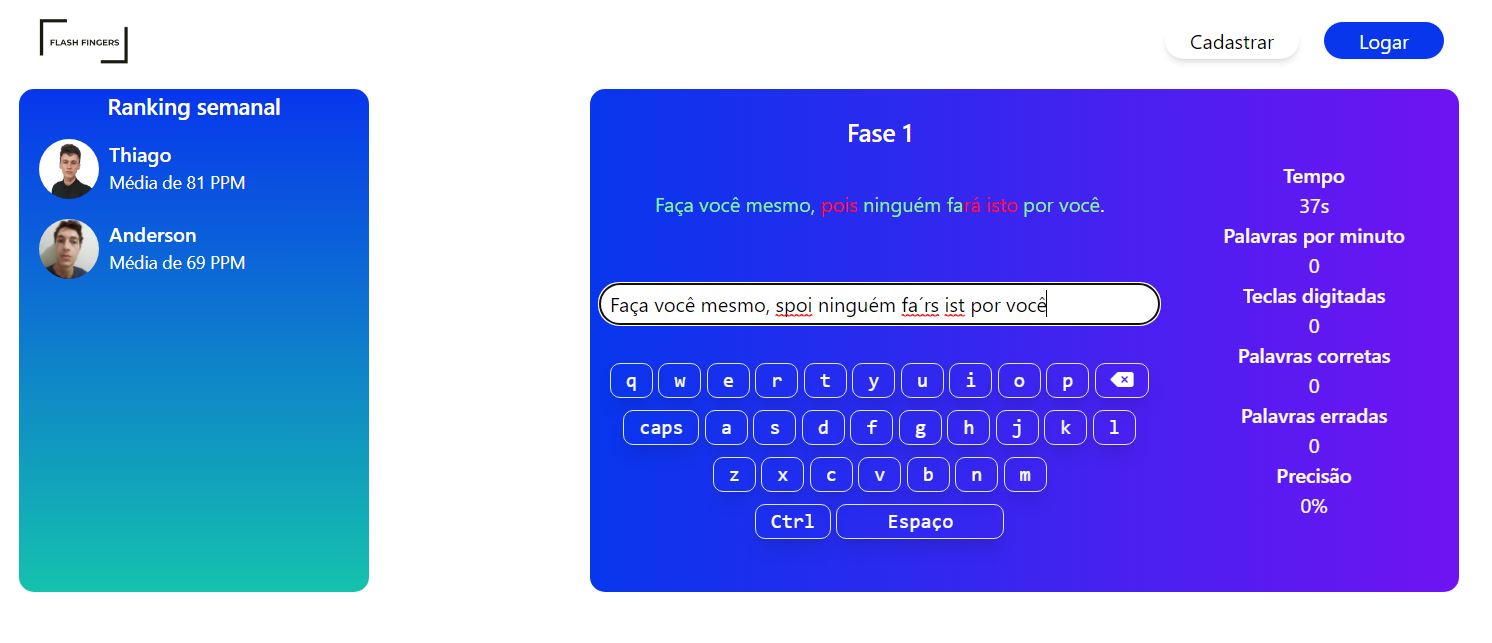 FLASH FINGERS
Cadastrar
Logar
Ranking semanal
Thiago
Média de 81 PPM
Anderson
Média de 69 PPM
Fase 1
Faça você mesmo, pois ninguém fará isto por você.
Faça você mesmo, spoi ninguém fa´rs ist por você
q w e r t y u i o p
caps a s d f g h j k l
z x c v b n m
Ctrl Espaço
Tempo
37s
Palavras por minuto
0
Teclas digitadas
0
Palavras corretas
0
Palavras erradas
0
Precisão
0%